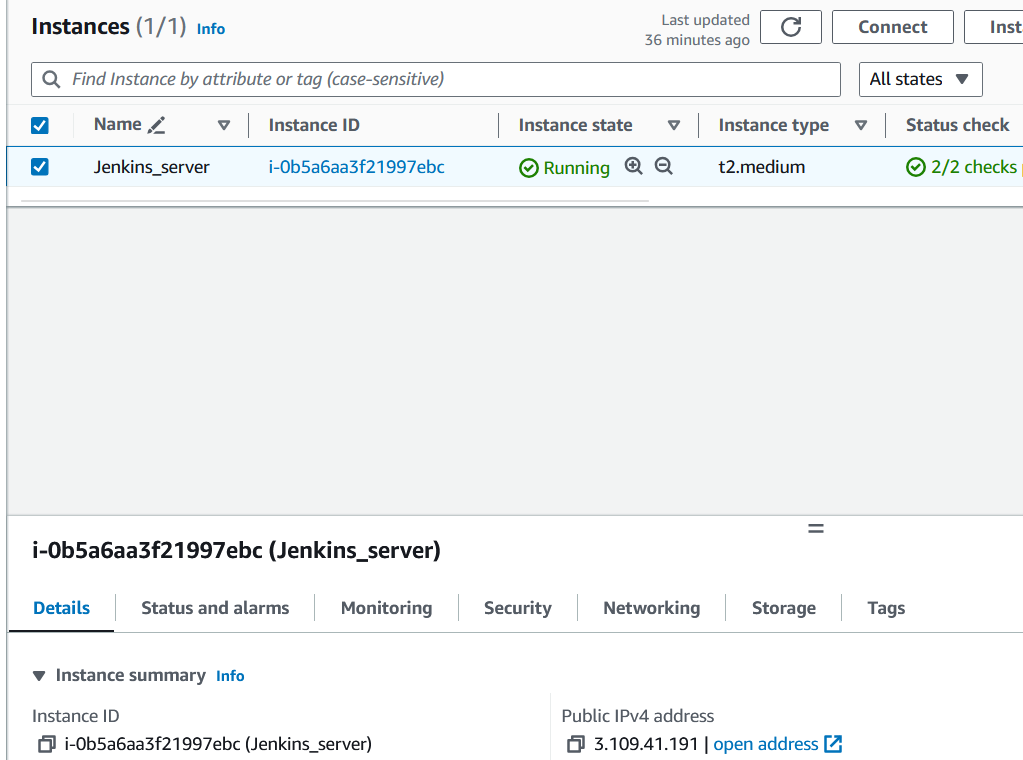 Instances (1/1) Info
Last updated
36 minutes ago
Connect
Find Instance by attribute or tag (case-sensitive)
All states
Name Instance ID Instance state Instance type Status check
Jenkins_server i-0b5a6aa3f21997ebc Running t2.medium 2/2 checks
i-0b5a6aa3f21997ebc (Jenkins_server)
Details Status and alarms Monitoring Security Networking Storage Tags
Instance summary Info
Instance ID
i-0b5a6aa3f21997ebc (Jenkins_server)
Public IPv4 address
3.109.41.191 | open address